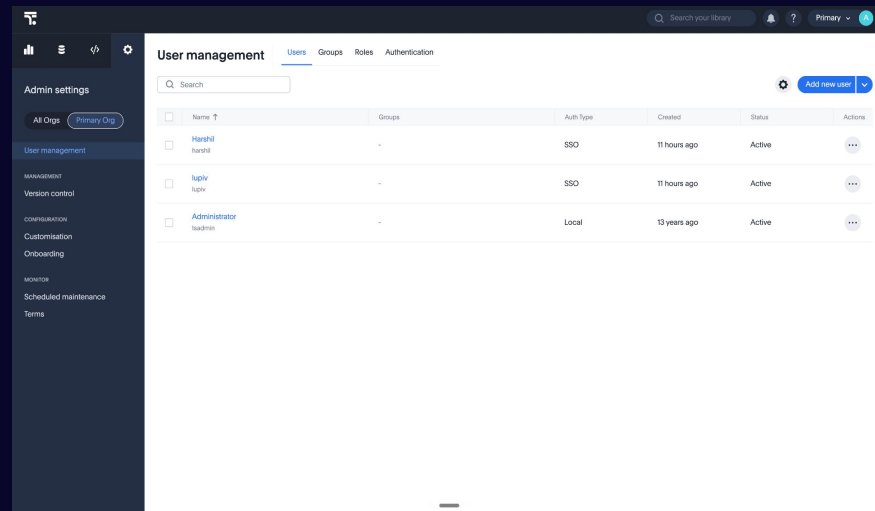 Search your library
?
Primary
A
Admin settings
All Orgs
Primary Org
User management
MANAGEMENT
Version control
CONFIGURATION
Customisation
Onboarding
MONITOR
Scheduled maintenance
Terms
User management
Users Groups Roles Authentication
Search
Add new user
Name ↑ Groups Auth Type Created Status Actions
Harshil - SSO 11 hours ago Active
harshil
lupiv - SSO 11 hours ago Active
lupiv
Administrator - Local 13 years ago Active
tsadmin